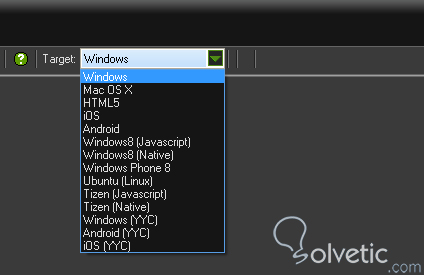 Target: Windows
Windows
Mac OS X
HTML5
iOS
Android
Windows8 (Javascript)
Windows8 (Native)
Windows Phone 8
Ubuntu (Linux)
Tizen (Javascript)
Tizen (Native)
Windows (YYC)
Android (YYC)
iOS (YYC)
Solvetic
.com